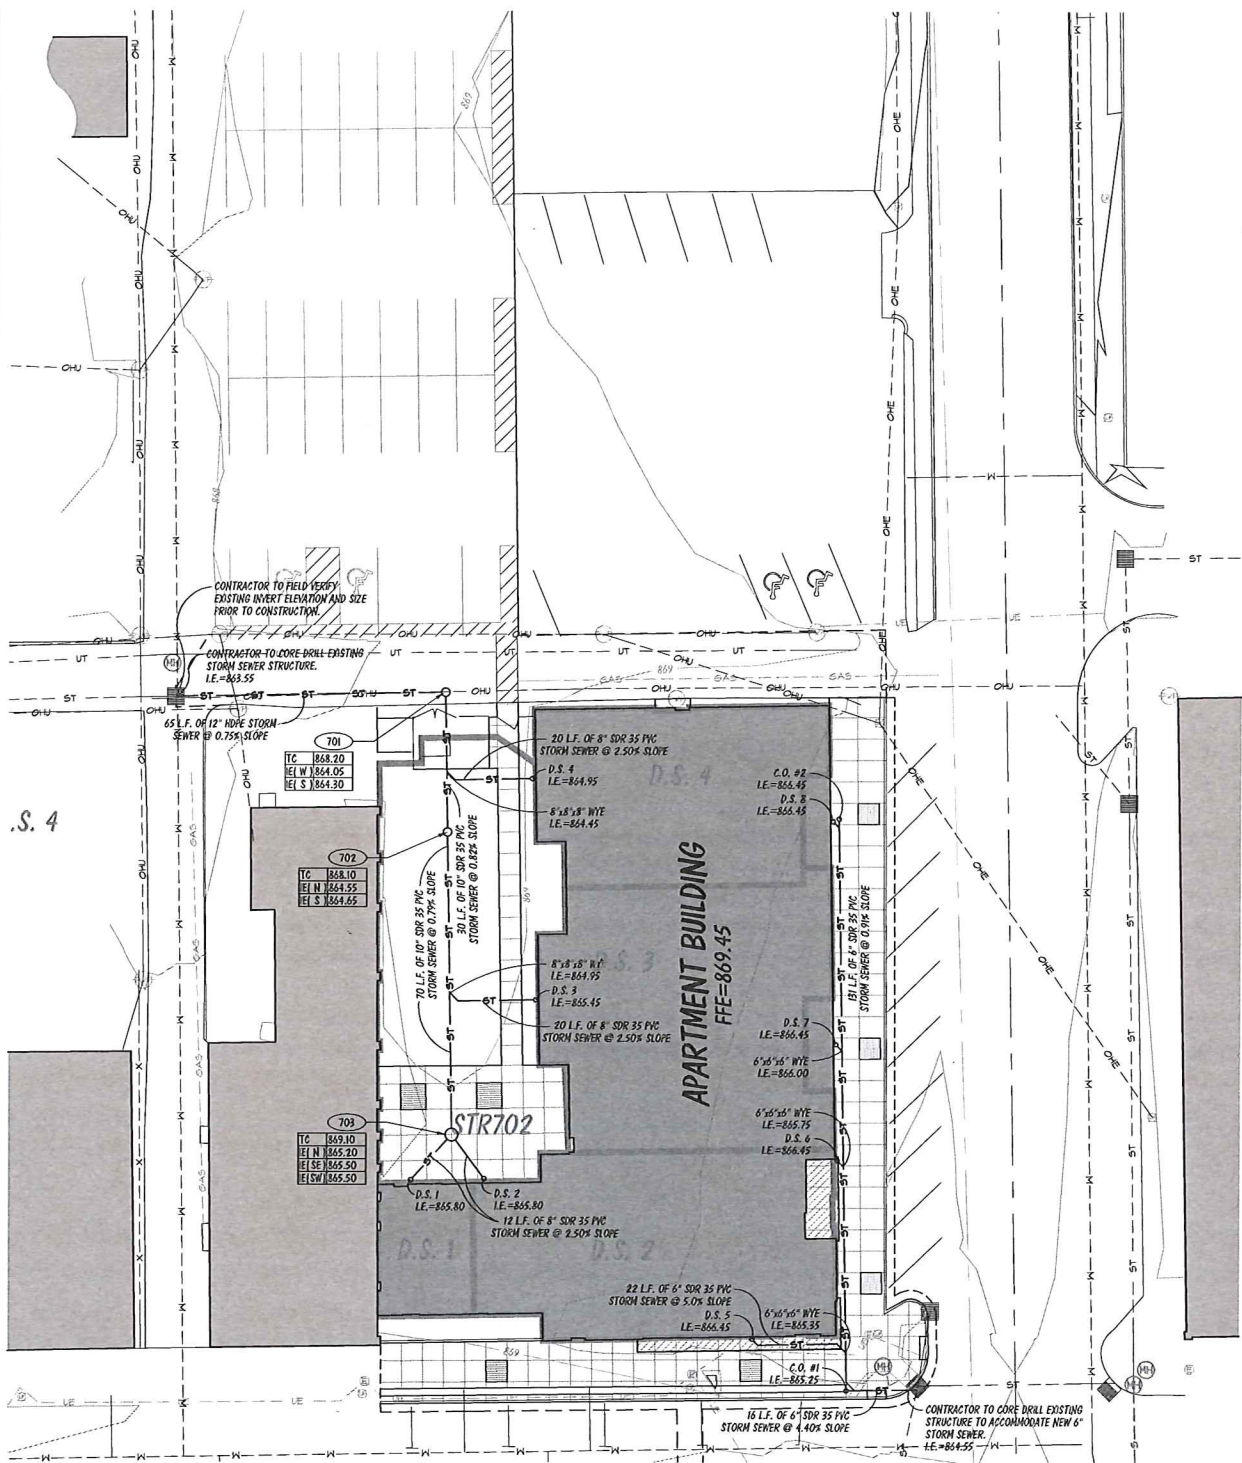 CONTRACTOR TO FIELD VERIFY
EXISTING INVERT ELEVATION AND SIZE
PRIOR TO CONSTRUCTION.
CONTRACTOR TO CORE DRILL EXISTING
STORM SEWER STRUCTURE.
I.E.=863.55
65 L.F. OF 12" HDPE STORM
SEWER @ 0.75% SLOPE
701
TC 868.20
IE( W ) 864.05
IE( S ) 864.30
20 L.F. OF 8" SDR 35 PVC
STORM SEWER @ 2.50% SLOPE
D.S. 4
I.E.=864.95
8"x8"x8" WYE
I.E.=864.45
D.S. 4
C.O. #2
I.E.=866.45
D.S. 8
I.E.=866.45
.S. 4
702
TC 868.10
IE( N ) 864.55
IE( S ) 864.65
30 L.F. OF 10" SDR 35 PVC
STORM SEWER @ 0.82% SLOPE
70 L.F. OF 10" SDR 35 PVC
STORM SEWER @ 0.79% SLOPE
APARTMENT BUILDING
FFE=869.45
131 L.F. OF 6" SDR 35 PVC
STORM SEWER @ 0.91% SLOPE
8"x8"x8" WY
I.E.=864.95
S. 3
D.S. 3
I.E.=865.45
20 L.F. OF 8" SDR 35 PVC
STORM SEWER @ 2.50% SLOPE
D.S. 7
I.E.=866.45
6"x6"x6" WYE
I.E.=866.00
703
TC 869.10
IE( N ) 865.20
IE( SE ) 865.50
IE( SW ) 865.50
STR702
6"x6"x6" WYE
I.E.=865.75
D.S. 6
I.E.=866.45
D.S. 1
I.E.=865.80
D.S. 2
I.E.=865.80
12 L.F. OF 8" SDR 35 PVC
STORM SEWER @ 2.50% SLOPE
D.S. 1
D.S. 2
22 L.F. OF 6" SDR 35 PVC
STORM SEWER @ 5.0% SLOPE
D.S. 5
I.E.=866.45
6"x6"x6" WYE
I.E.=865.35
C.O. #1
I.E.=865.25
16 L.F. OF 6" SDR 35 PVC
STORM SEWER @ 4.40% SLOPE
CONTRACTOR TO CORE DRILL EXISTING
STRUCTURE TO ACCOMMODATE NEW 6"
STORM SEWER.
I.E.=864.55
OHU
OHE
UT
ST
GAS
UE
W
MH
869
868